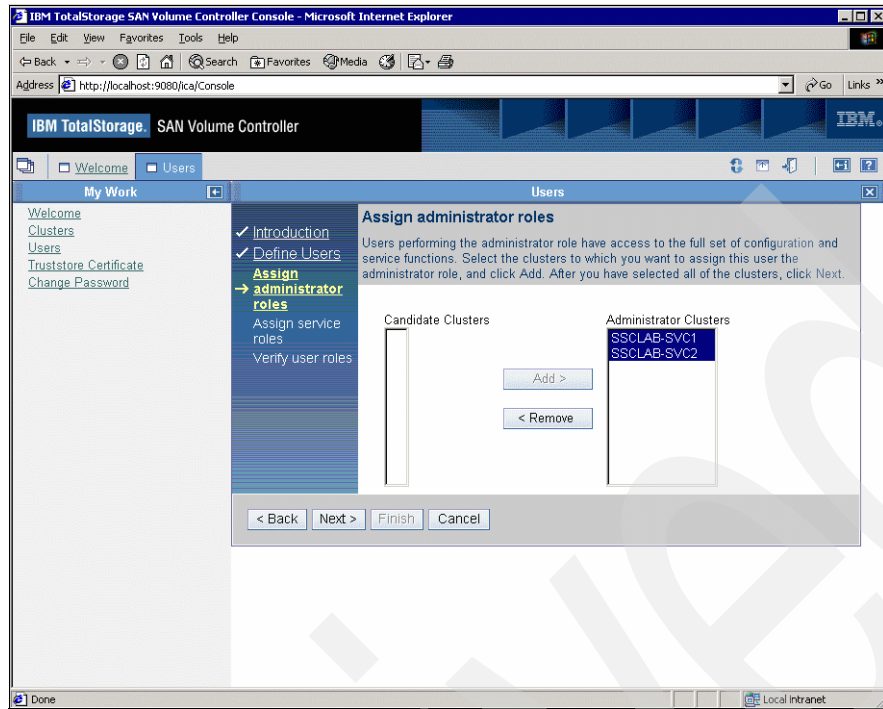 IBM TotalStorage SAN Volume Controller Console - Microsoft Internet Explorer
File Edit View Favorites Tools Help
Back Search Favorites Media
Address http://localhost:9080/ica/Console Go Links »
IBM TotalStorage. SAN Volume Controller IBM
Welcome Users
My Work Users
Welcome
Clusters
Users
Truststore Certificate
Change Password
Introduction
Define Users
Assign
administrator
roles
Assign service
roles
Verify user roles
Assign administrator roles
Users performing the administrator role have access to the full set of configuration and
service functions. Select the clusters to which you want to assign this user the
administrator role, and click Add. After you have selected all of the clusters, click Next.
Candidate Clusters Administrator Clusters
SSCLAB-SVC1
SSCLAB-SVC2
Add >
< Remove
< Back Next > Finish Cancel
Done Local intranet